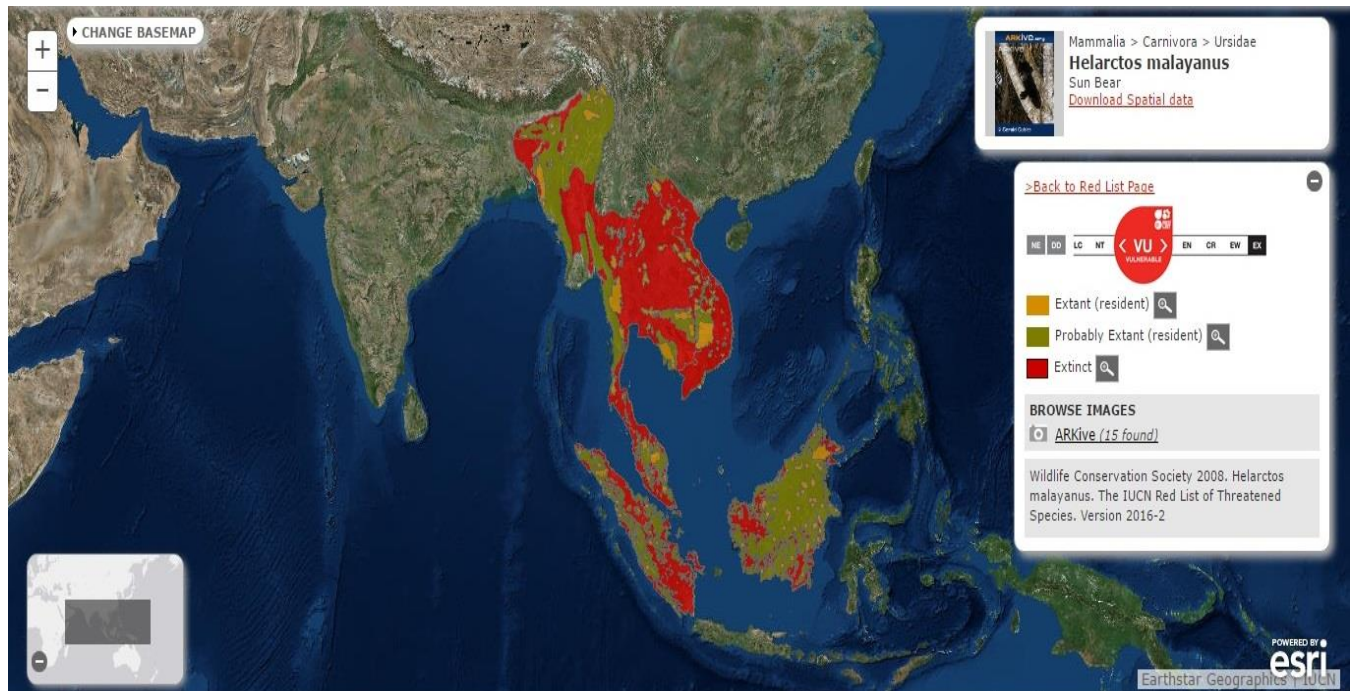 +
CHANGE BASEMAP
−
ARKive.org
ARKive
Mammalia > Carnivora > Ursidae
Helarctos malayanus
Sun Bear
Download Spatial data
>Back to Red List Page
NE DD LC NT < VU > EN CR EW EX
VULNERABLE
Extant (resident)
Probably Extant (resident)
Extinct
BROWSE IMAGES
ARKive (15 found)
Wildlife Conservation Society 2008. Helarctos
malayanus. The IUCN Red List of Threatened
Species. Version 2016-2
POWERED BY
esri
Earthstar Geographics | IUCN